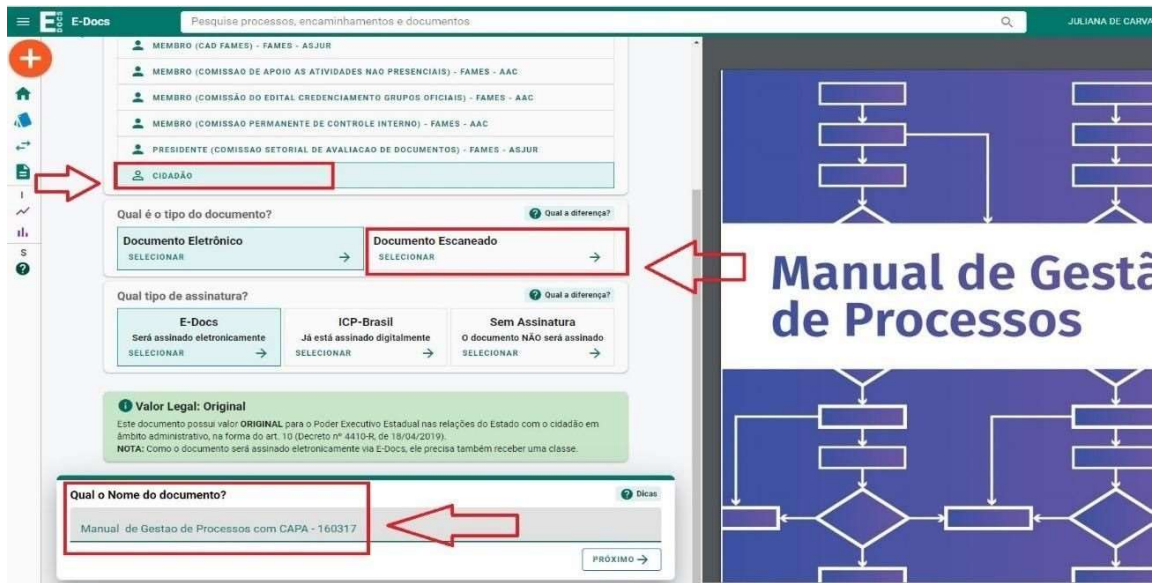 E DOCS E-Docs
Pesquise processos, encaminhamentos e documentos
JULIANA DE CARVA
MEMBRO (CAD FAMES) - FAMES - ASJUR
MEMBRO (COMISSAO DE APOIO AS ATIVIDADES NAO PRESENCIAIS) - FAMES - AAC
MEMBRO (COMISSÃO DO EDITAL CREDENCIAMENTO GRUPOS OFICIAIS) - FAMES - AAC
MEMBRO (COMISSAO PERMANENTE DE CONTROLE INTERNO) - FAMES - AAC
PRESIDENTE (COMISSAO SETORIAL DE AVALIACAO DE DOCUMENTOS) - FAMES - ASJUR
CIDADÃO
I
S
Qual é o tipo do documento?
Qual a diferença?
Documento Eletrônico
SELECIONAR
Documento Escaneado
SELECIONAR
Qual tipo de assinatura?
Qual a diferença?
E-Docs
Será assinado eletronicamente
SELECIONAR
ICP-Brasil
Já está assinado digitalmente
SELECIONAR
Sem Assinatura
O documento NÃO será assinado
SELECIONAR
Valor Legal: Original
Este documento possui valor ORIGINAL para o Poder Executivo Estadual nas relações do Estado com o cidadão em
âmbito administrativo, na forma do art. 10 (Decreto nº 4410-R, de 18/04/2019).
NOTA: Como o documento será assinado eletronicamente via E-Docs, ele precisa também receber uma classe.
Qual o Nome do documento?
Dicas
Manual de Gestao de Processos com CAPA - 160317
PRÓXIMO
Manual de Gestã
de Processos